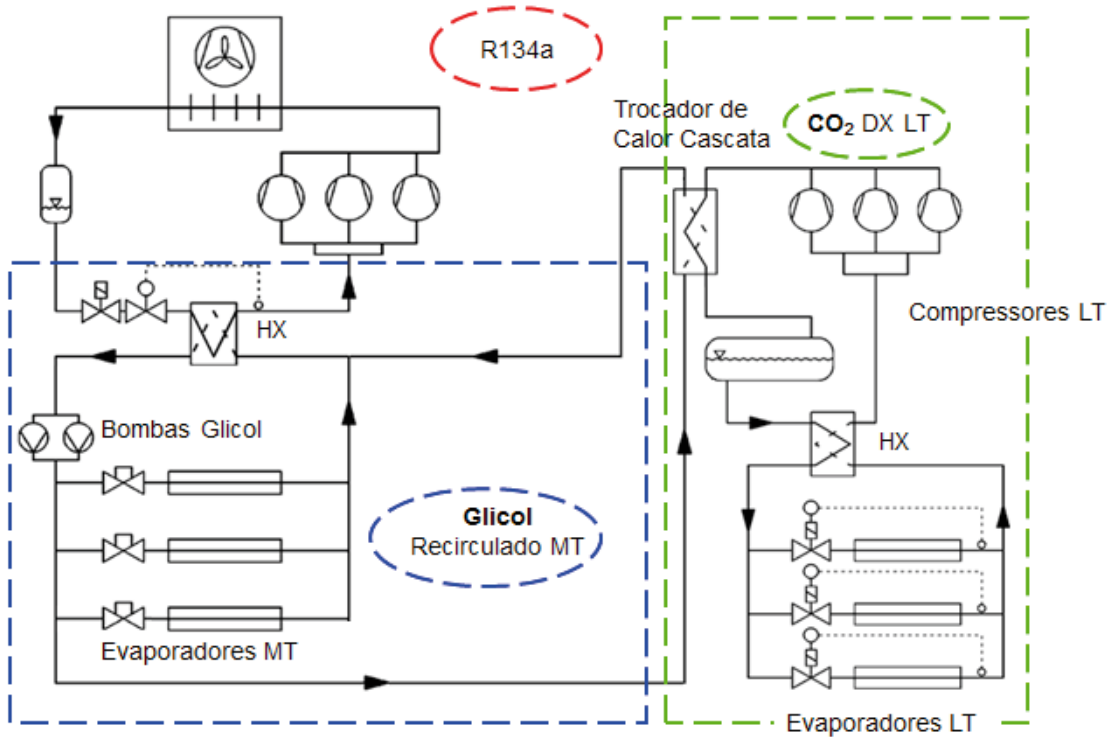 R134a
Trocador de
Calor Cascata
CO₂ DX LT
HX
Compressores LT
Bombas Glicol
HX
Glicol
Recirculado MT
Evaporadores MT
Evaporadores LT